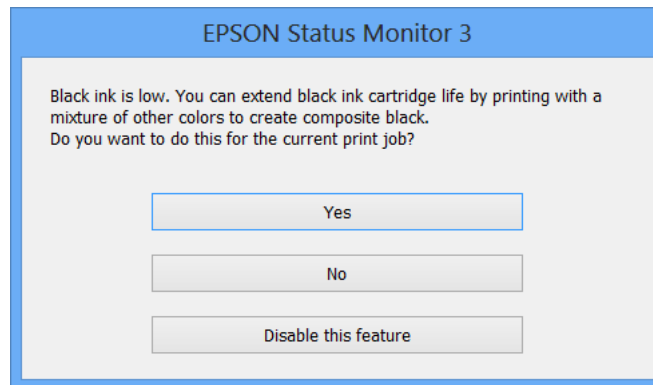 EPSON Status Monitor 3
Black ink is low. You can extend black ink cartridge life by printing with a
mixture of other colors to create composite black.
Do you want to do this for the current print job?
Yes
No
Disable this feature